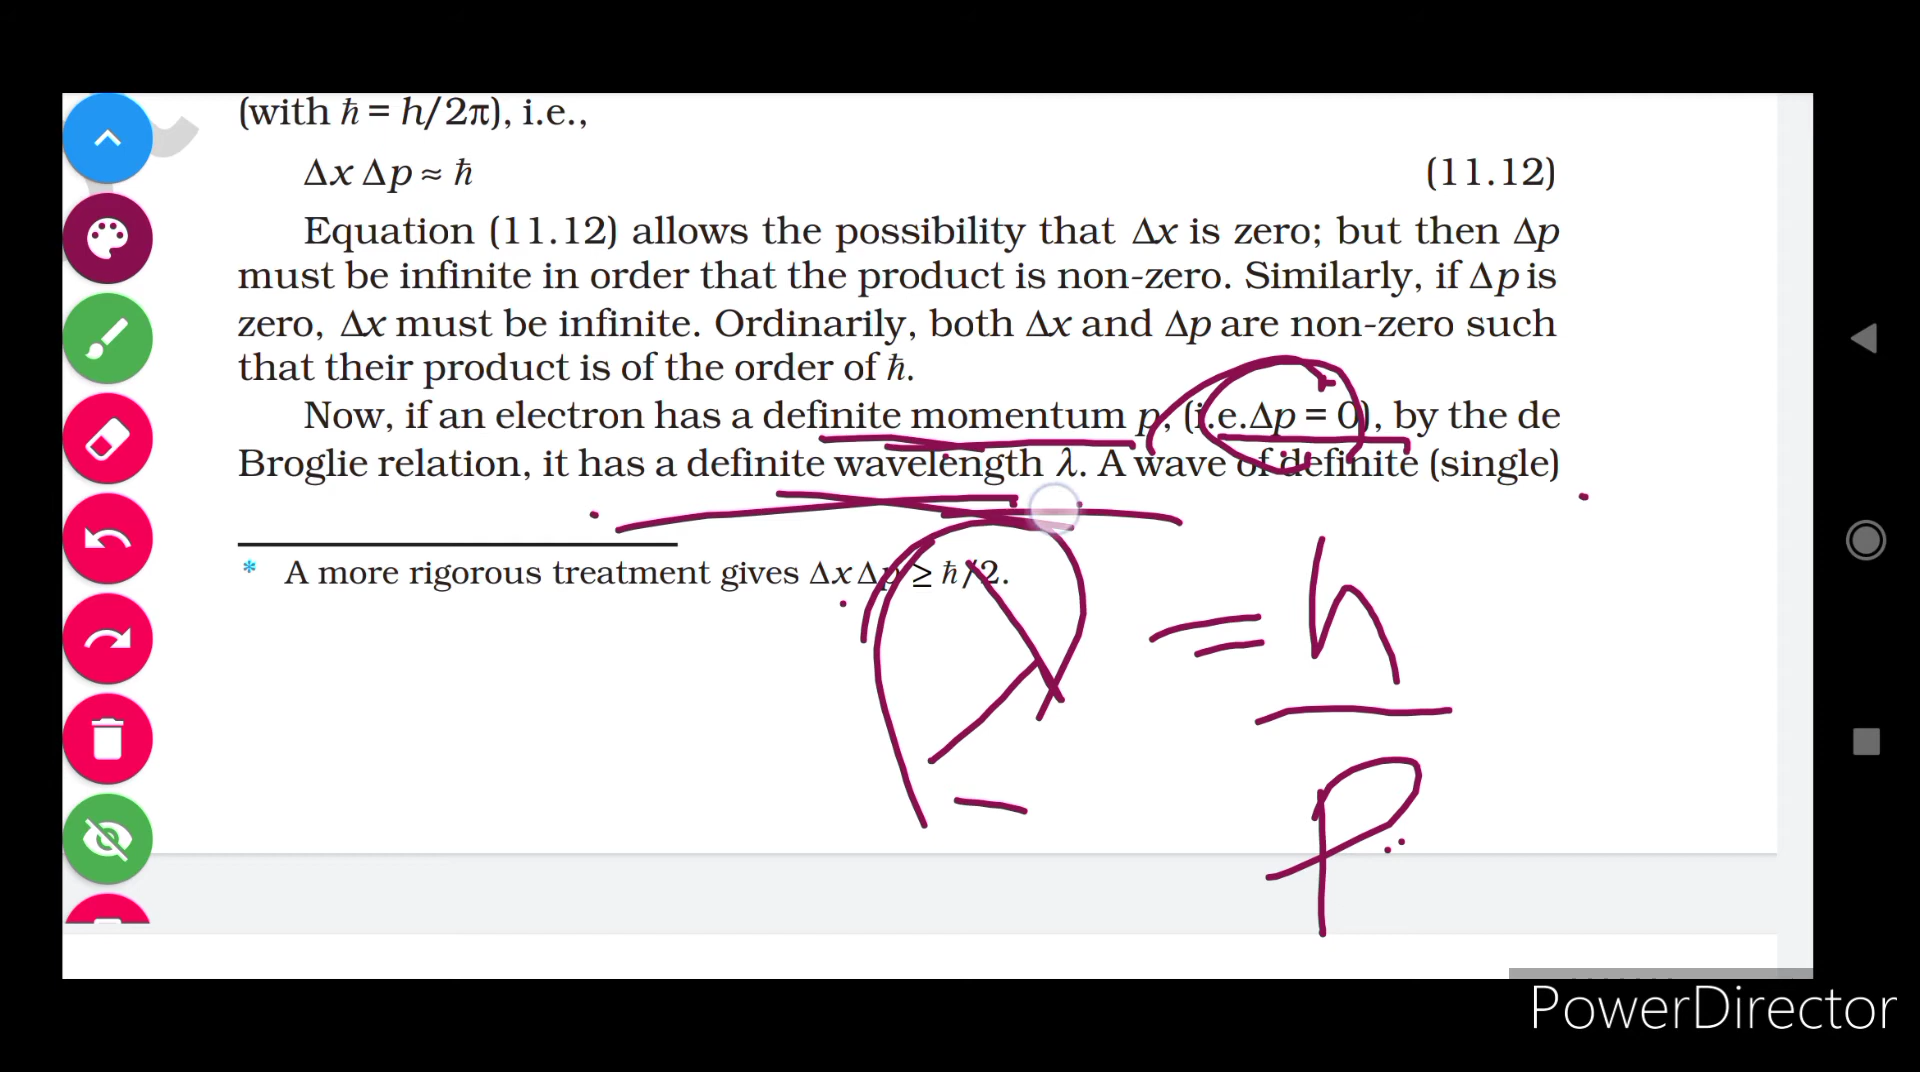 (with ħ = h/2π), i.e.,
Δx Δp ≈ ħ (11.12)
Equation (11.12) allows the possibility that Δx is zero; but then Δp
must be infinite in order that the product is non-zero. Similarly, if Δp is
zero, Δx must be infinite. Ordinarily, both Δx and Δp are non-zero such
that their product is of the order of ħ.
Now, if an electron has a definite momentum p, (i.e.Δp = 0), by the de
Broglie relation, it has a definite wavelength λ. A wave of definite (single)
* A more rigorous treatment gives Δx Δp ≥ ħ/2.
λ = h
p
PowerDirector